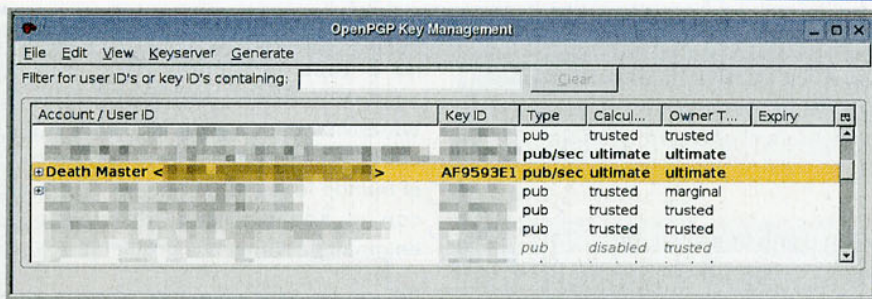 OpenPGP Key Management
File Edit View Keyserver Generate
Filter for user ID's or key ID's containing: Clear
Account / User ID Key ID Type Calcul... Owner T... Expiry
pub trusted trusted
pub/sec ultimate ultimate
Death Master < > AF9593E1 pub/sec ultimate ultimate
pub trusted marginal
pub trusted trusted
pub trusted trusted
pub disabled trusted